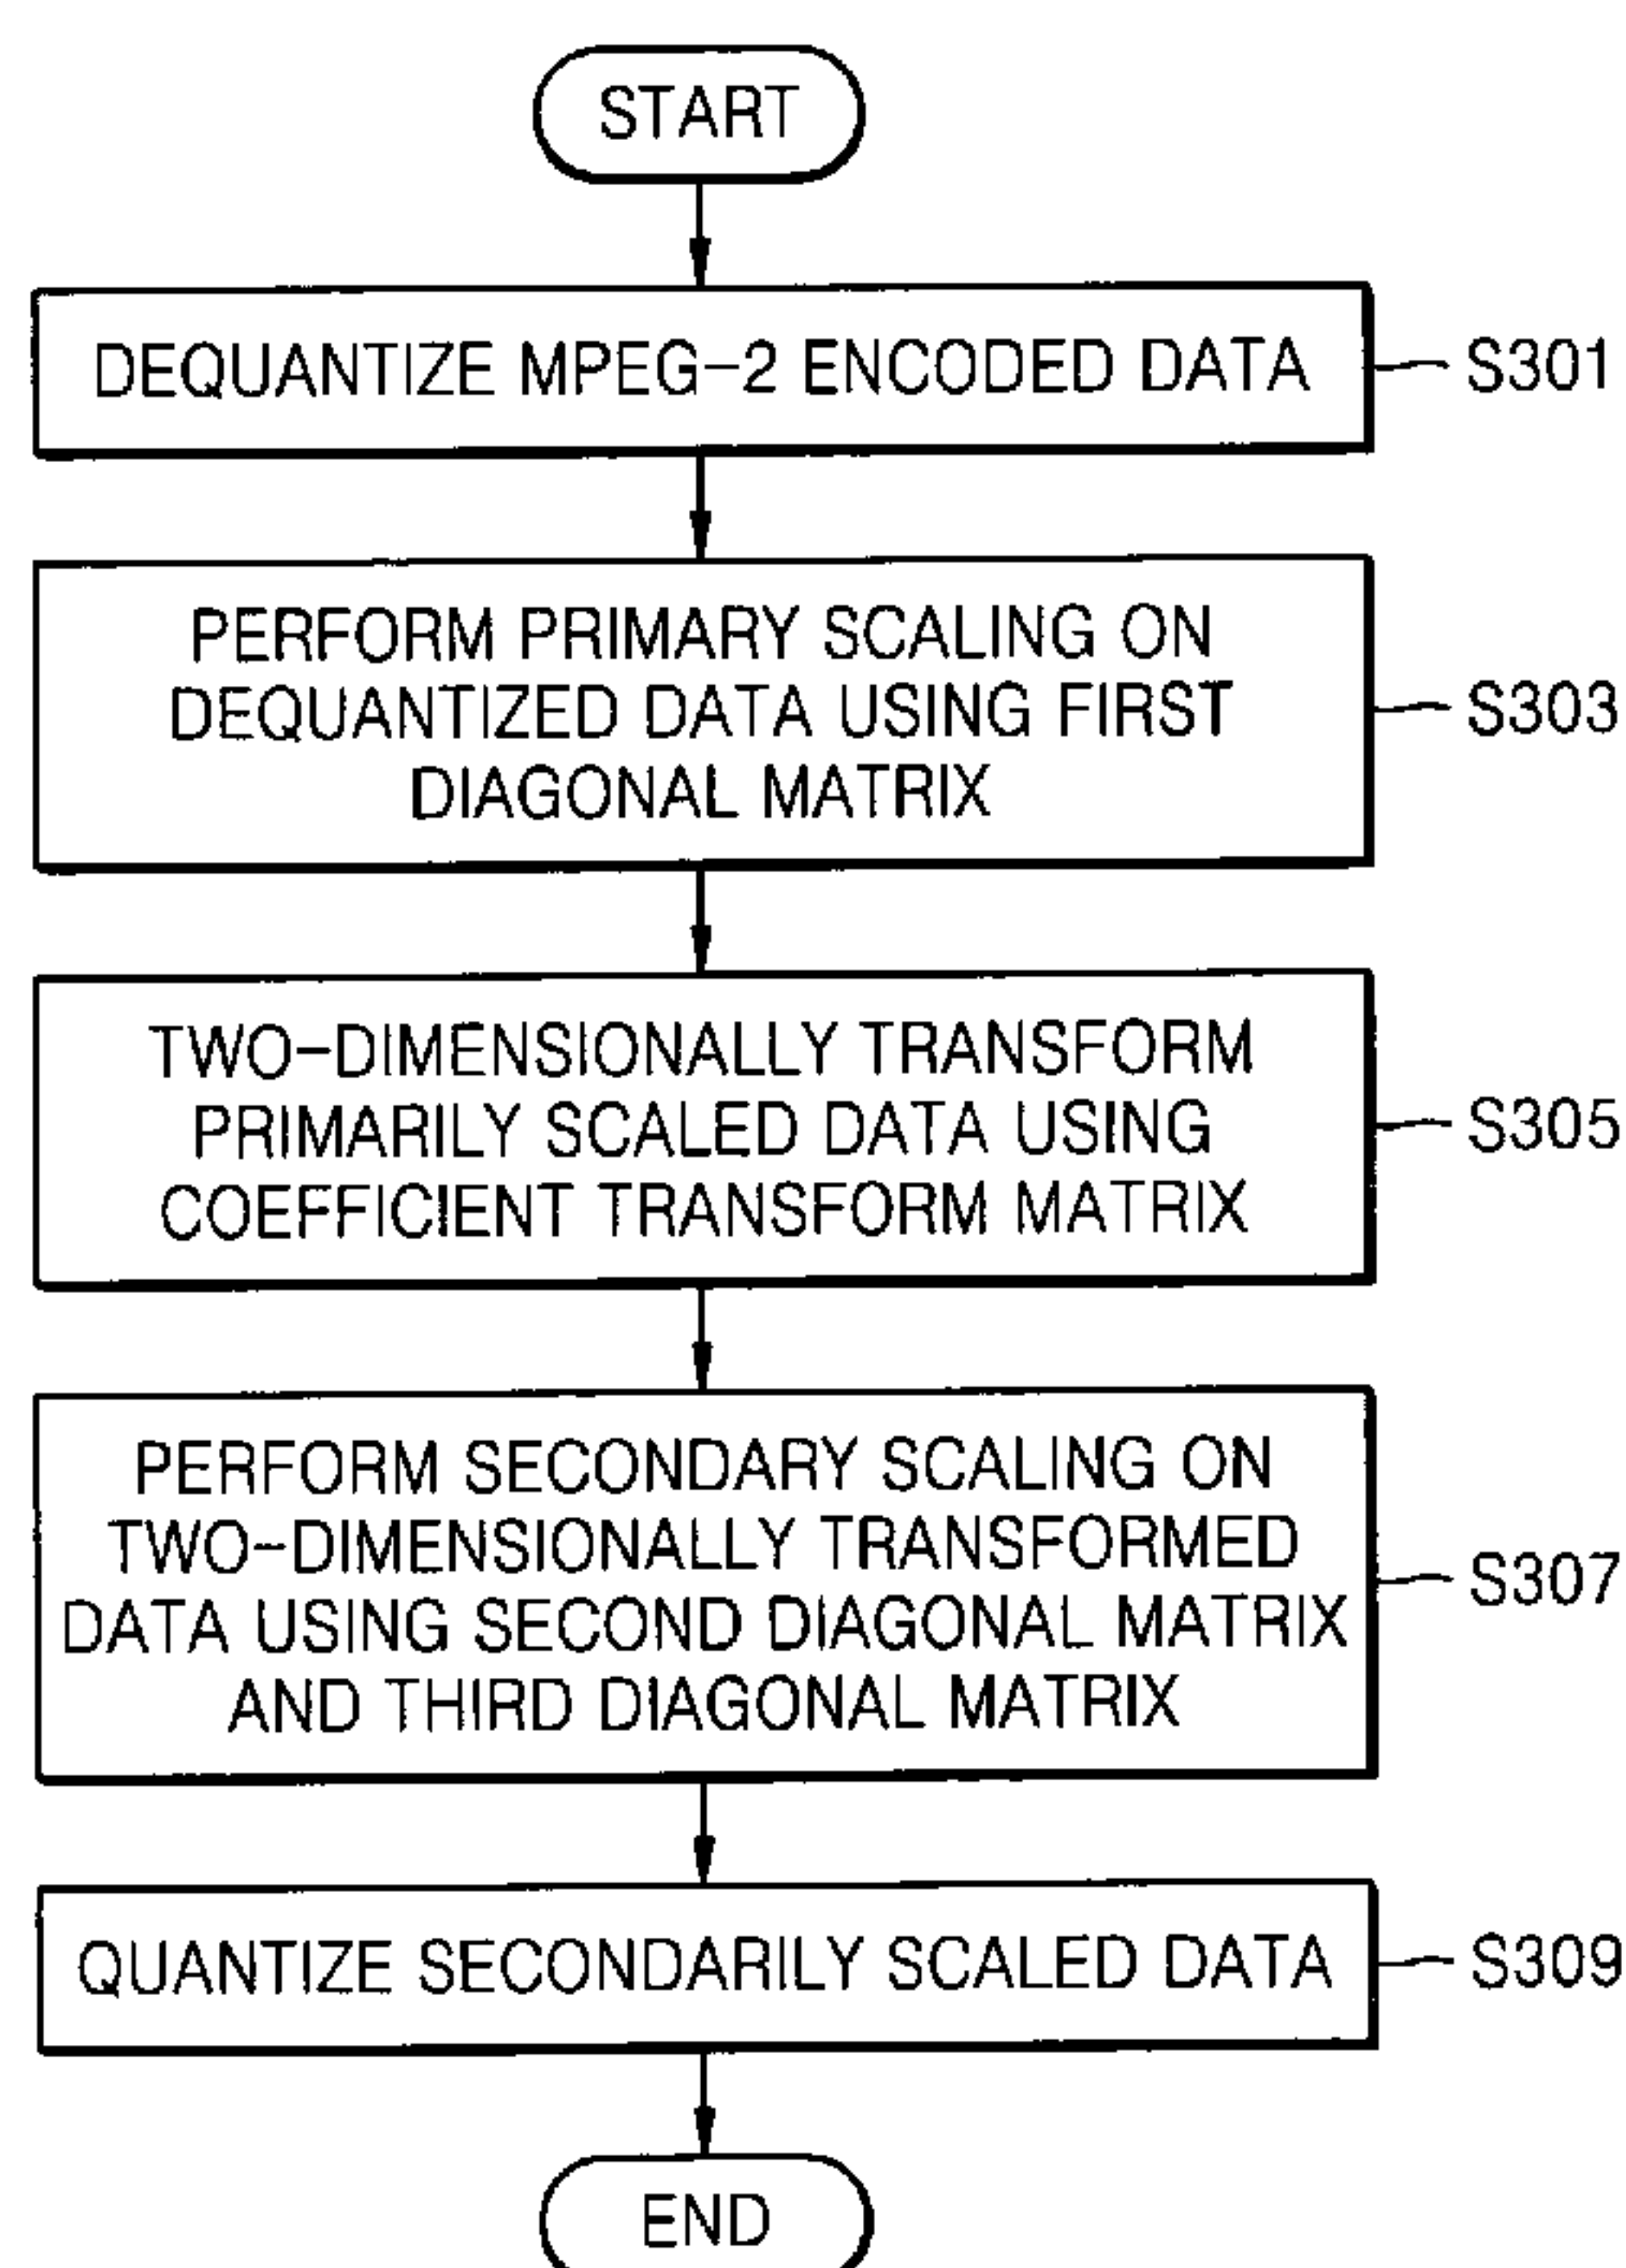 START
DEQUANTIZE MPEG-2 ENCODED DATA
S301
PERFORM PRIMARY SCALING ON
DEQUANTIZED DATA USING FIRST
DIAGONAL MATRIX
S303
TWO-DIMENSIONALLY TRANSFORM
PRIMARILY SCALED DATA USING
COEFFICIENT TRANSFORM MATRIX
S305
PERFORM SECONDARY SCALING ON
TWO-DIMENSIONALLY TRANSFORMED
DATA USING SECOND DIAGONAL MATRIX
AND THIRD DIAGONAL MATRIX
S307
QUANTIZE SECONDARILY SCALED DATA
S309
END